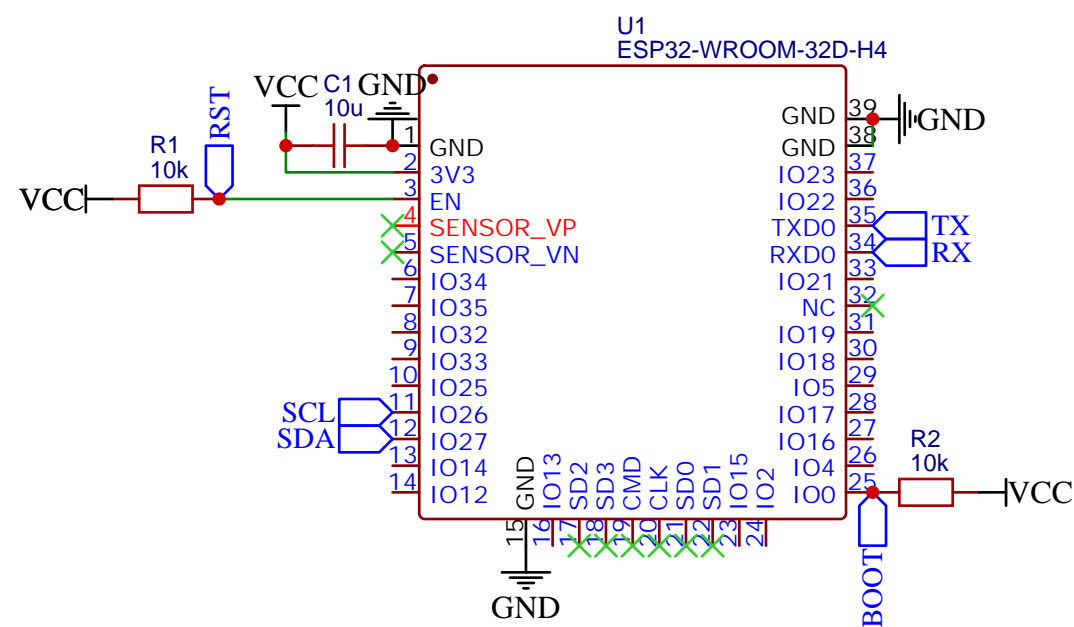 U1
ESP32-WROOM-32D-H4
VCC
C1
10u
GND
RST
R1
10k
VCC
1 GND
2 3V3
3 EN
4 SENSOR_VP
5 SENSOR_VN
6 IO34
7 IO35
8 IO32
9 IO33
10 IO25
SCL 11 IO26
SDA 12 IO27
13 IO14
14 IO12
15 GND
16 IO13
17 SD2
18 SD3
19 CMD
20 CLK
21 SD0
22 SD1
23 IO15
24 IO2
GND
GND 39 GND
GND 38
IO23 37
IO22 36
TXD0 35 TX
RXD0 34 RX
IO21 33
NC 32
IO19 31
IO18 30
IO5 29
IO17 28
IO16 27
IO4 26
IO0 25
R2
10k
VCC
BOOT